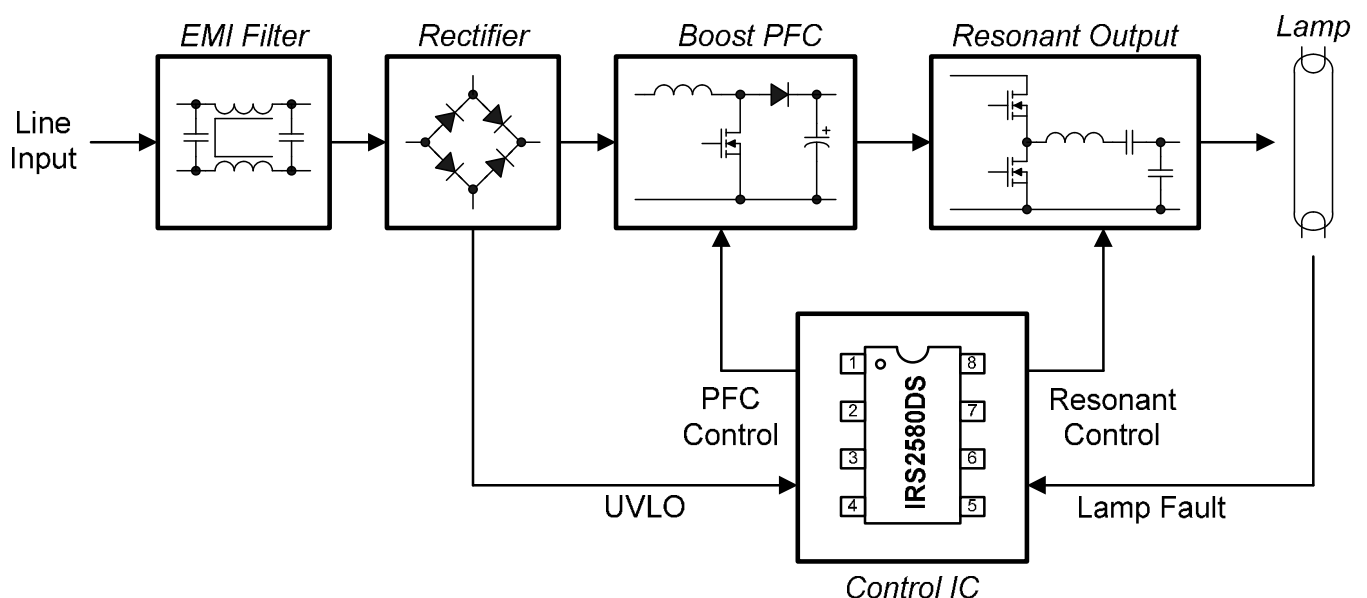 EMI Filter
Rectifier
Boost PFC
Resonant Output
Lamp
Line
Input
+
1
2
3
4
IRS2580DS
8
7
6
5
PFC
Control
Resonant
Control
UVLO
Lamp Fault
Control IC